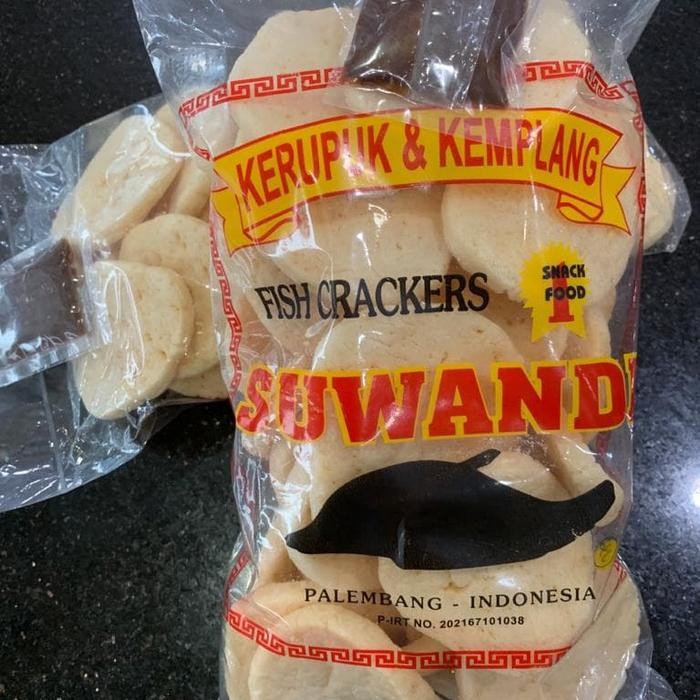 KERUPUK & KEMPLANG
FISH CRACKERS
SNACK
FOOD
1
SUWANDI
PALEMBANG - INDONESIA
P-IRT NO. 202167101038